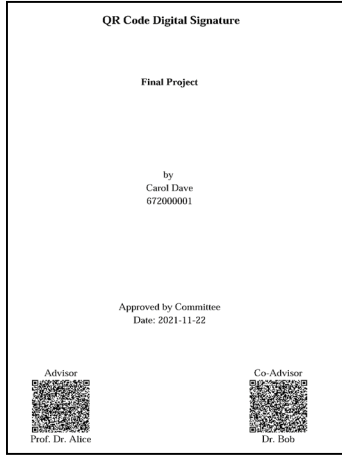 QR Code Digital Signature
Final Project
by
Carol Dave
672000001
Approved by Committee
Date: 2021-11-22
Advisor
Co-Advisor
Prof. Dr. Alice
Dr. Bob